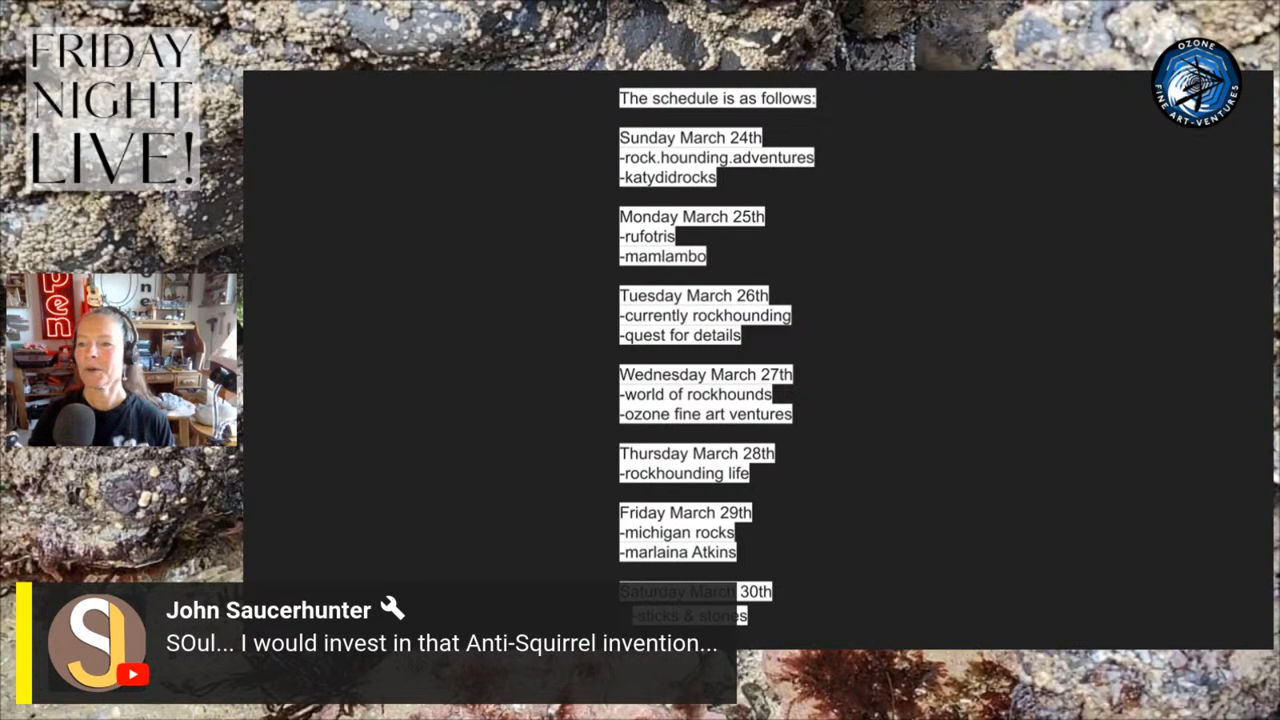 FRIDAY
NIGHT
LIVE!
OZONE
FINE ART-VENTURES
The schedule is as follows:
Sunday March 24th
-rock.hounding.adventures
-katydidrocks
Monday March 25th
-rufotris
-mamlambo
Tuesday March 26th
-currently rockhounding
-quest for details
Wednesday March 27th
-world of rockhounds
-ozone fine art ventures
Thursday March 28th
-rockhounding life
Friday March 29th
-michigan rocks
-marlaina Atkins
Saturday March 30th
-sticks & stones
pen
John Saucerhunter
SOul... I would invest in that Anti-Squirrel invention...